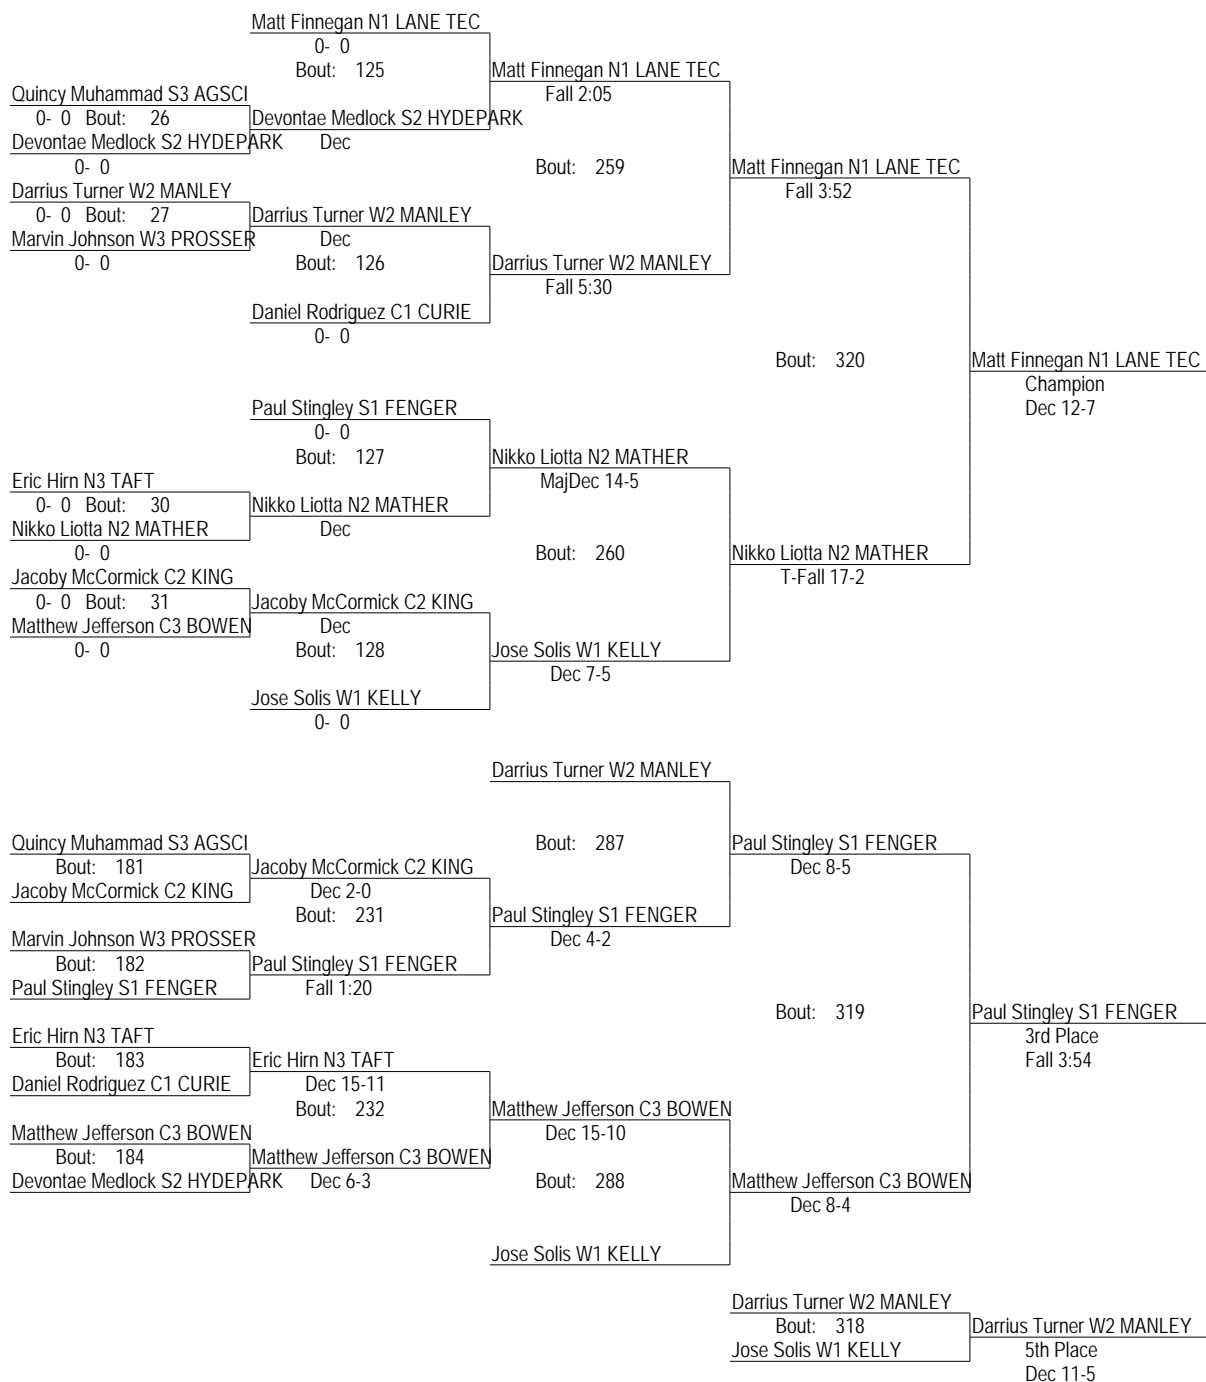 Matt Finnegan N1 LANE TEC
0- 0
Bout: 125
Matt Finnegan N1 LANE TEC
Fall 2:05
Quincy Muhammad S3 AGSCI
0- 0 Bout: 26
Devontae Medlock S2 HYDEPARK
Devontae Medlock S2 HYDEPARK
Dec
0- 0
Bout: 259
Matt Finnegan N1 LANE TEC
Fall 3:52
Darrius Turner W2 MANLEY
0- 0 Bout: 27
Darrius Turner W2 MANLEY
Marvin Johnson W3 PROSSER
Dec
0- 0
Bout: 126
Darrius Turner W2 MANLEY
Fall 5:30
Daniel Rodriguez C1 CURIE
0- 0
Bout: 320
Matt Finnegan N1 LANE TEC
Champion
Dec 12-7
Paul Stingley S1 FENGER
0- 0
Bout: 127
Nikko Liotta N2 MATHER
MajDec 14-5
Eric Hirn N3 TAFT
0- 0 Bout: 30
Nikko Liotta N2 MATHER
Nikko Liotta N2 MATHER
Dec
0- 0
Bout: 260
Nikko Liotta N2 MATHER
T-Fall 17-2
Jacoby McCormick C2 KING
0- 0 Bout: 31
Jacoby McCormick C2 KING
Matthew Jefferson C3 BOWEN
Dec
0- 0
Bout: 128
Jose Solis W1 KELLY
Dec 7-5
Jose Solis W1 KELLY
0- 0
Darrius Turner W2 MANLEY
Bout: 287
Paul Stingley S1 FENGER
Dec 8-5
Quincy Muhammad S3 AGSCI
Bout: 181
Jacoby McCormick C2 KING
Jacoby McCormick C2 KING
Dec 2-0
Bout: 231
Paul Stingley S1 FENGER
Dec 4-2
Marvin Johnson W3 PROSSER
Bout: 182
Paul Stingley S1 FENGER
Paul Stingley S1 FENGER
Fall 1:20
Bout: 319
Paul Stingley S1 FENGER
3rd Place
Fall 3:54
Eric Hirn N3 TAFT
Bout: 183
Eric Hirn N3 TAFT
Daniel Rodriguez C1 CURIE
Dec 15-11
Bout: 232
Matthew Jefferson C3 BOWEN
Dec 15-10
Matthew Jefferson C3 BOWEN
Bout: 184
Matthew Jefferson C3 BOWEN
Devontae Medlock S2 HYDEPARK
Dec 6-3
Bout: 288
Matthew Jefferson C3 BOWEN
Dec 8-4
Jose Solis W1 KELLY
Darrius Turner W2 MANLEY
Bout: 318
Darrius Turner W2 MANLEY
Jose Solis W1 KELLY
5th Place
Dec 11-5